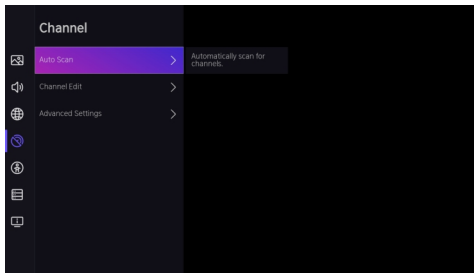 Channel
Auto Scan
Automatically scan for
channels.
Channel Edit
Advanced Settings